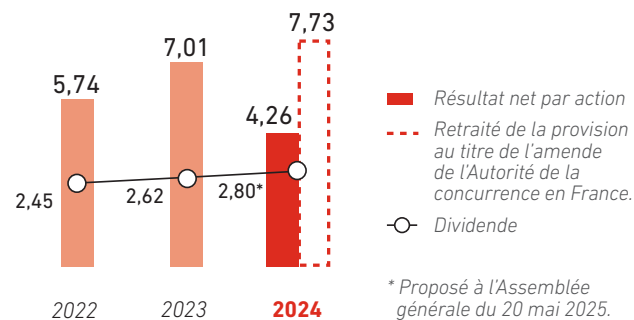 7,73
7,01
5,74
4,26
2,45
2,62
2,80*
2022
2023
2024
Résultat net par action
Retraité de la provision
au titre de l'amende
de l'Autorité de la
concurrence en France.
Dividende
* Proposé à l'Assemblée
générale du 20 mai 2025.